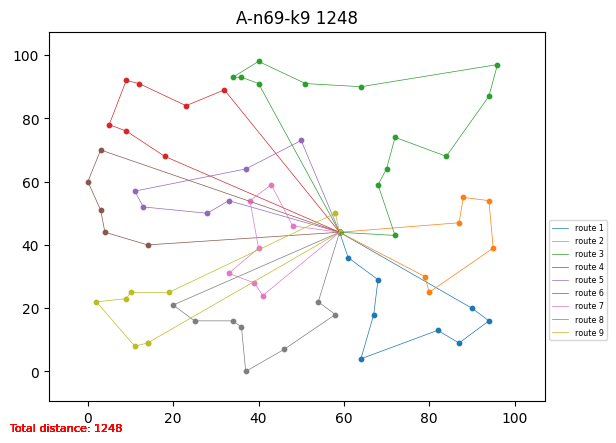 A-n69-k9 1248
100
80
60
40
20
0
0 20 40 60 80 100
route 1
route 2
route 3
route 4
route 5
route 6
route 7
route 8
route 9
Total distance: 1248